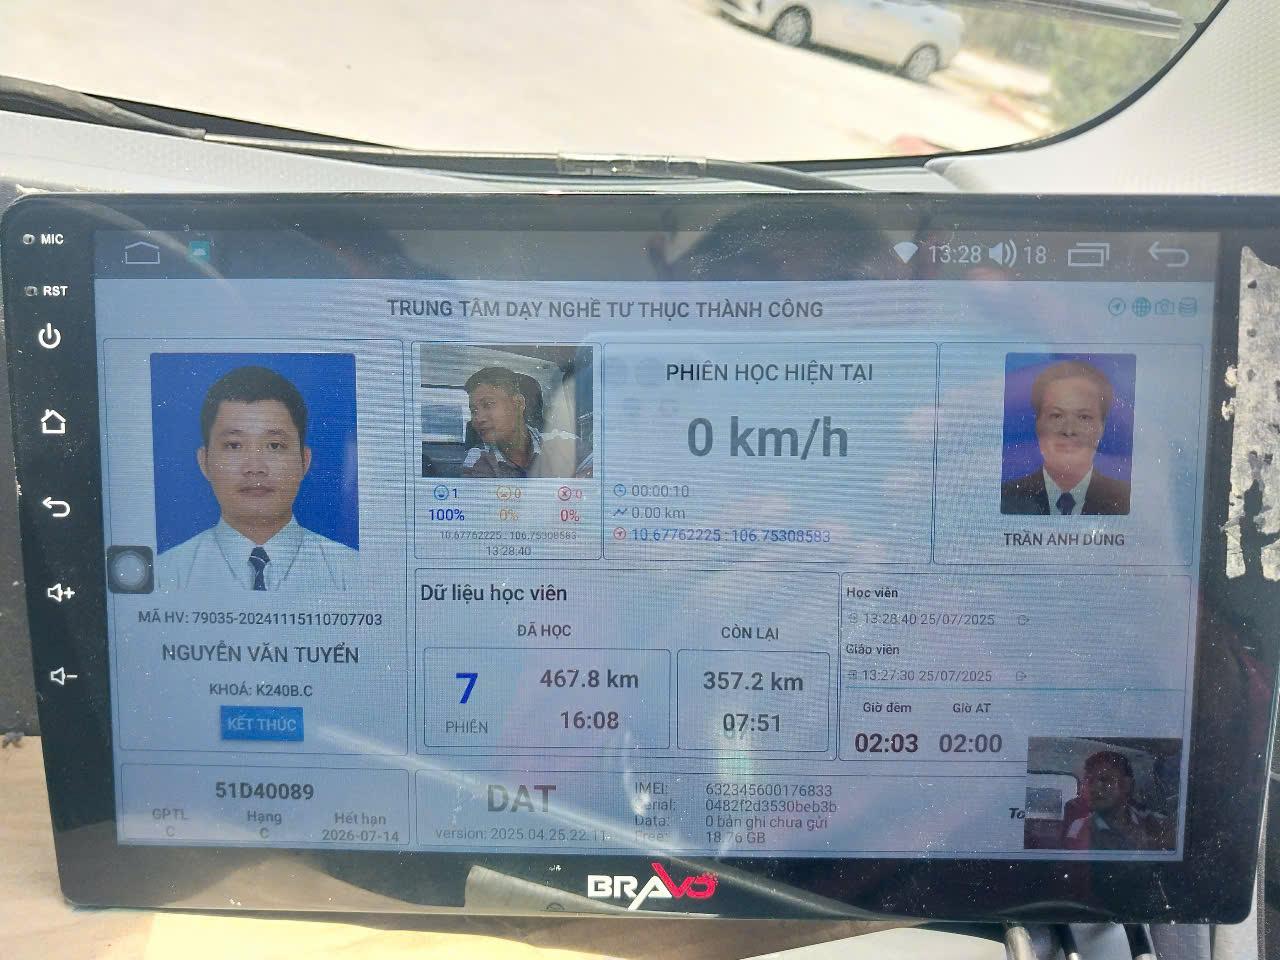 MIC
RST
13:28
18
TRUNG TÂM DẠY NGHỀ TƯ THỤC THÀNH CÔNG
MÃ HV: 79035-20241115110707703
NGUYỄN VĂN TUYỂN
KHOÁ: K240B.C
KẾT THÚC
1 0 0
100% 0% 0%
10.67762225 : 106.75308583
13:28:40
PHIÊN HỌC HIỆN TẠI
0 km/h
00:00:10
0.00 km
10.67762225 : 106.75308583
TRẦN ANH DŨNG
Dữ liệu học viên
ĐÃ HỌC
7
PHIÊN
467.8 km
16:08
CÒN LẠI
357.2 km
07:51
Học viên
13:28:40 25/07/2025
Giáo viên
13:27:30 25/07/2025
Giờ đêm Giờ AT
02:03 02:00
51D40089
GPTL Hạng Hết hạn
C C 2026-07-14
DAT
version: 2025.04.25.22.11
IMEI: 632345600176833
Serial: 0482f2d3530beb3b
Data: 0 bản ghi chưa gửi
Free: 18.76 GB
BRAVO